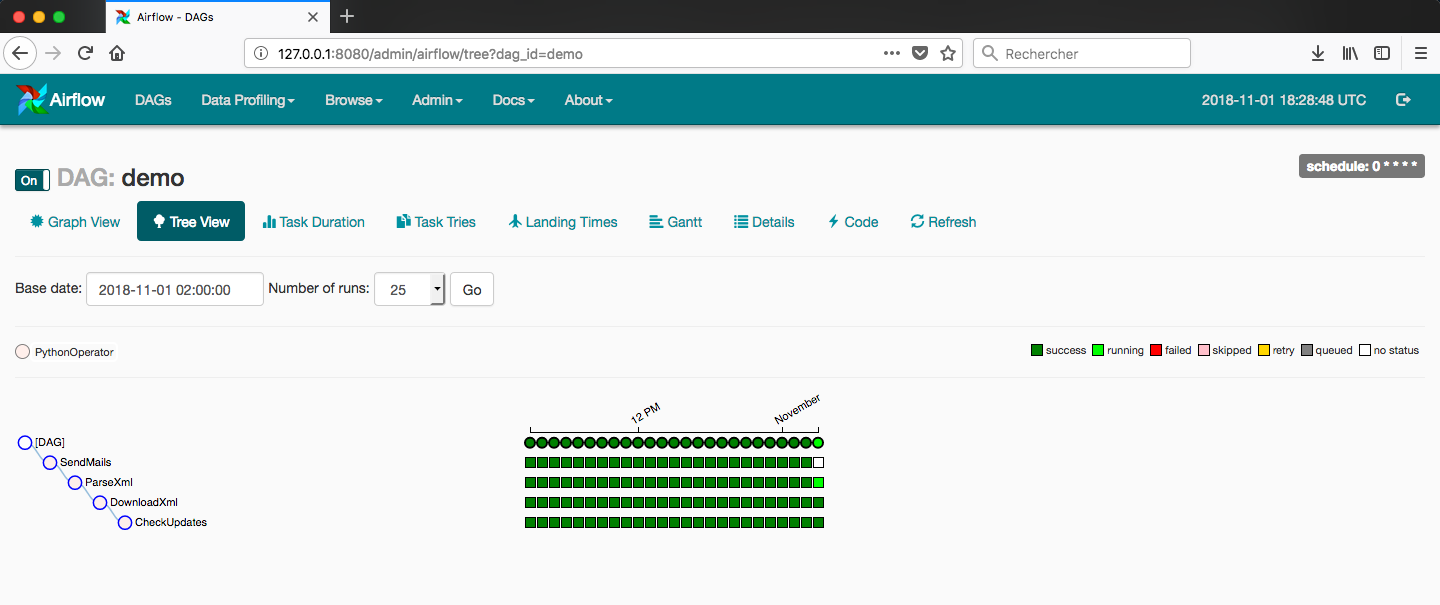 Airflow - DAGs
127.0.0.1:8080/admin/airflow/tree?dag_id=demo
Rechercher
Airflow DAGs Data Profiling Browse Admin Docs About 2018-11-01 18:28:48 UTC
schedule: 0 * * * *
On DAG: demo
Graph View Tree View Task Duration Task Tries Landing Times Gantt Details Code Refresh
Base date: 2018-11-01 02:00:00 Number of runs: 25 Go
PythonOperator success running failed skipped retry queued no status
12 PM November
[DAG]
SendMails
ParseXml
DownloadXml
CheckUpdates